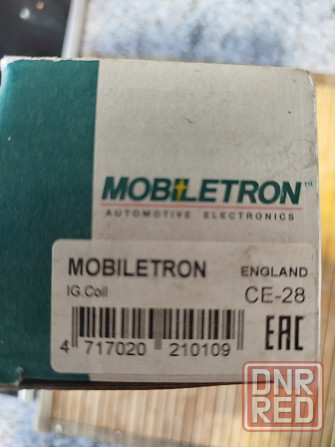 MOBILETRON™
AUTOMOTIVE ELECTRONICS
MOBILETRON ENGLAND
IG.Coil CE-28
4 717020 210109 EAC
DNR
RED